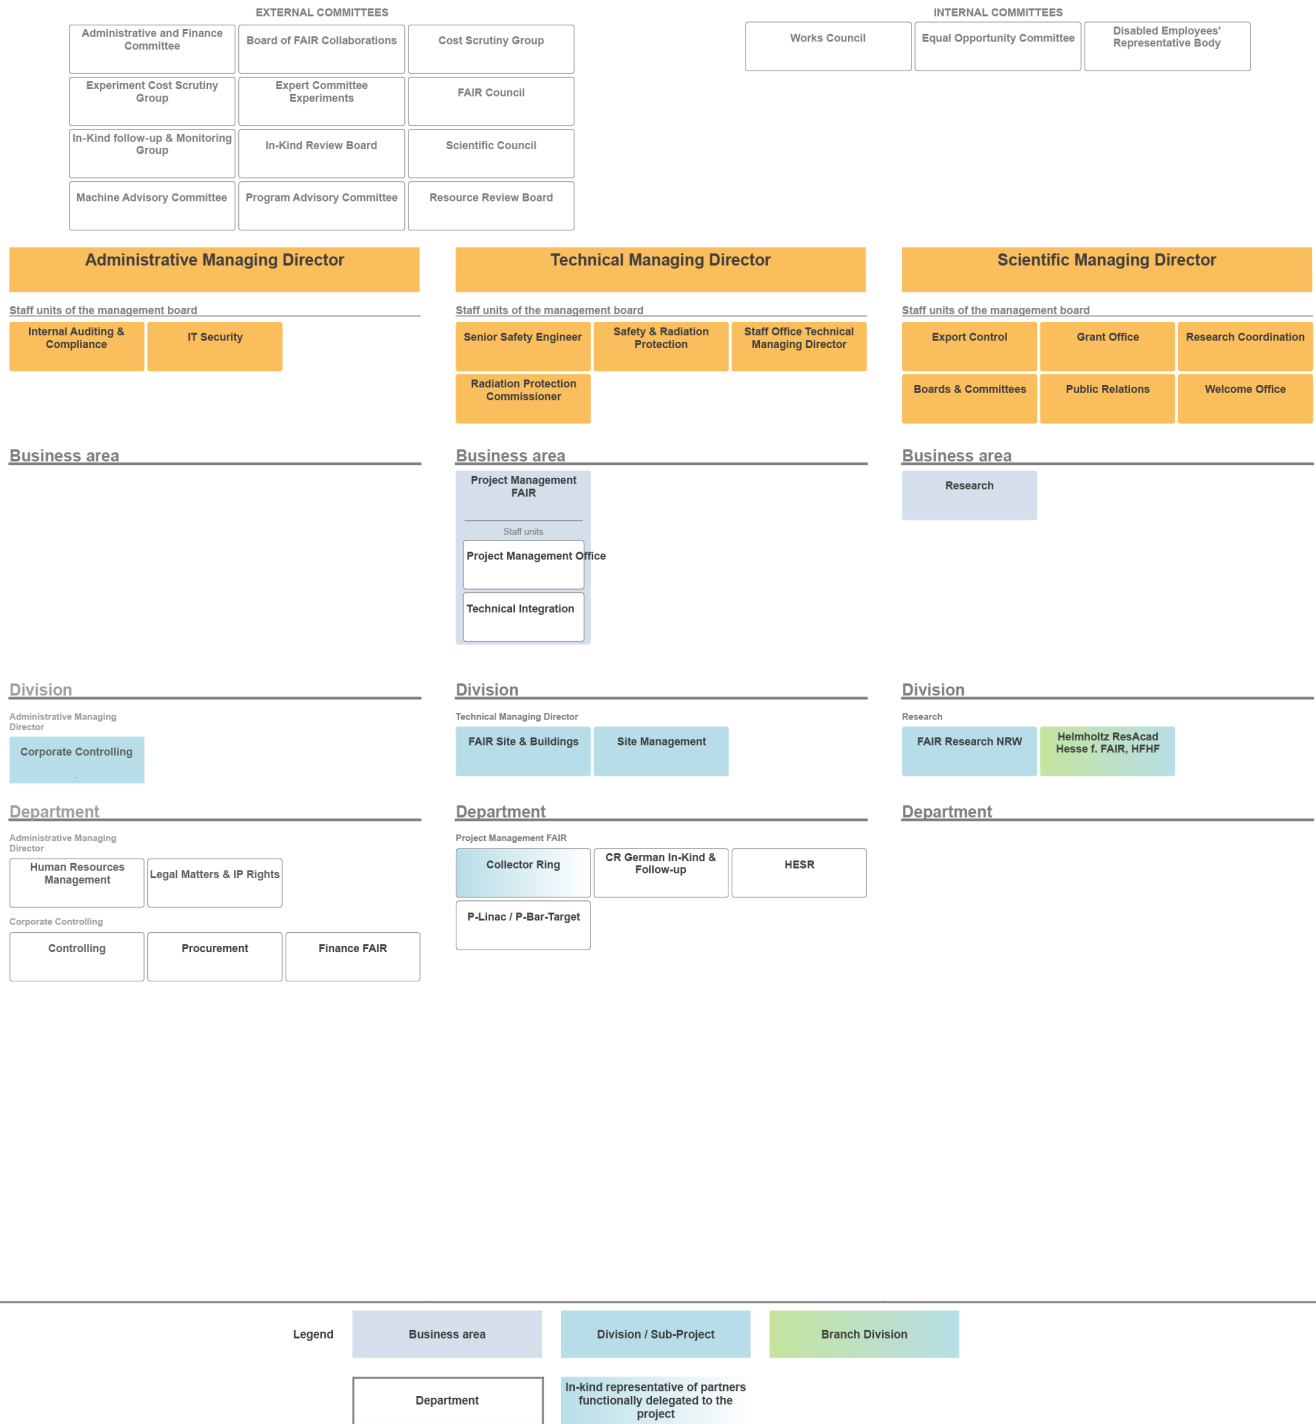 EXTERNAL COMMITTEES
Administrative and Finance
Committee
Board of FAIR Collaborations
Cost Scrutiny Group
Experiment Cost Scrutiny
Group
Expert Committee
Experiments
FAIR Council
In-Kind follow-up & Monitoring
Group
In-Kind Review Board
Scientific Council
Machine Advisory Committee
Program Advisory Committee
Resource Review Board
INTERNAL COMMITTEES
Works Council
Equal Opportunity Committee
Disabled Employees'
Representative Body
Administrative Managing Director
Staff units of the management board
Internal Auditing &
Compliance
IT Security
Business area
Division
Administrative Managing
Director
Corporate Controlling
Department
Administrative Managing
Director
Human Resources
Management
Legal Matters & IP Rights
Corporate Controlling
Controlling
Procurement
Finance FAIR
Technical Managing Director
Staff units of the management board
Senior Safety Engineer
Safety & Radiation
Protection
Staff Office Technical
Managing Director
Radiation Protection
Commissioner
Business area
Project Management
FAIR
Staff units
Project Management Office
Technical Integration
Division
Technical Managing Director
FAIR Site & Buildings
Site Management
Department
Project Management FAIR
Collector Ring
CR German In-Kind &
Follow-up
HESR
P-Linac / P-Bar-Target
Scientific Managing Director
Staff units of the management board
Export Control
Grant Office
Research Coordination
Boards & Committees
Public Relations
Welcome Office
Business area
Research
Division
Research
FAIR Research NRW
Helmholtz ResAcad
Hesse f. FAIR, HFHF
Department
Legend
Business area
Division / Sub-Project
Branch Division
Department
In-kind representative of partners
functionally delegated to the
project